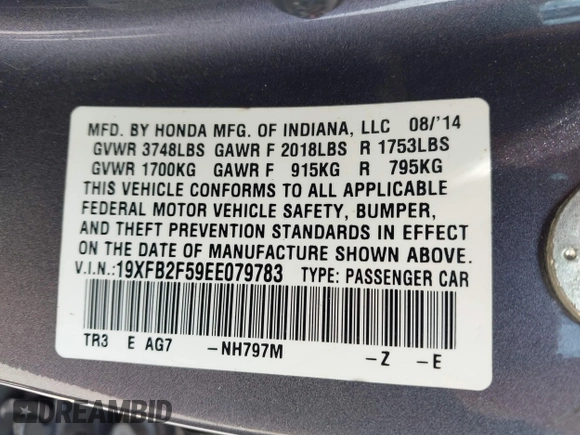 MFD. BY HONDA MFG. OF INDIANA, LLC 08/'14
GVWR 3748LBS GAWR F 2018LBS R 1753LBS
GVWR 1700KG GAWR F 915KG R 795KG
THIS VEHICLE CONFORMS TO ALL APPLICABLE
FEDERAL MOTOR VEHICLE SAFETY, BUMPER,
AND THEFT PREVENTION STANDARDS IN EFFECT
ON THE DATE OF MANUFACTURE SHOWN ABOVE.
V.I.N.:19XFB2F59EE079783 TYPE: PASSENGER CAR
TR3 E AG7 -NH797M -Z -E
DREAMBID